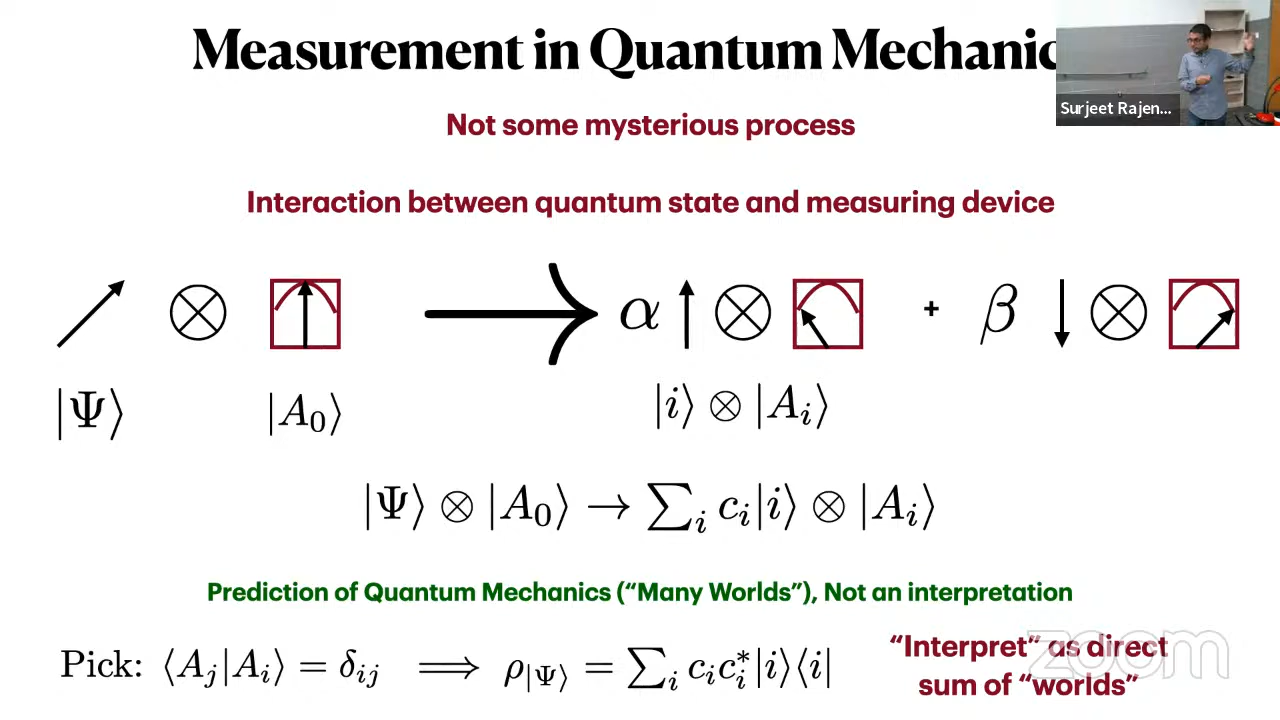 Measurement in Quantum Mechanic
Surjeet Rajen...
Not some mysterious process
Interaction between quantum state and measuring device
⊗ ⟶ α ⊗ + β ⊗
|Ψ⟩ |A₀⟩ |i⟩ ⊗ |Aᵢ⟩
|Ψ⟩ ⊗ |A₀⟩ → ∑ᵢ cᵢ|i⟩ ⊗ |Aᵢ⟩
Prediction of Quantum Mechanics (“Many Worlds”), Not an interpretation
Pick: ⟨Aⱼ|Aᵢ⟩ = δᵢⱼ ⟹ ρ|Ψ⟩ = ∑ᵢ cᵢcᵢ*|i⟩⟨i|
“Interpret” as direct
sum of “worlds”
zoom